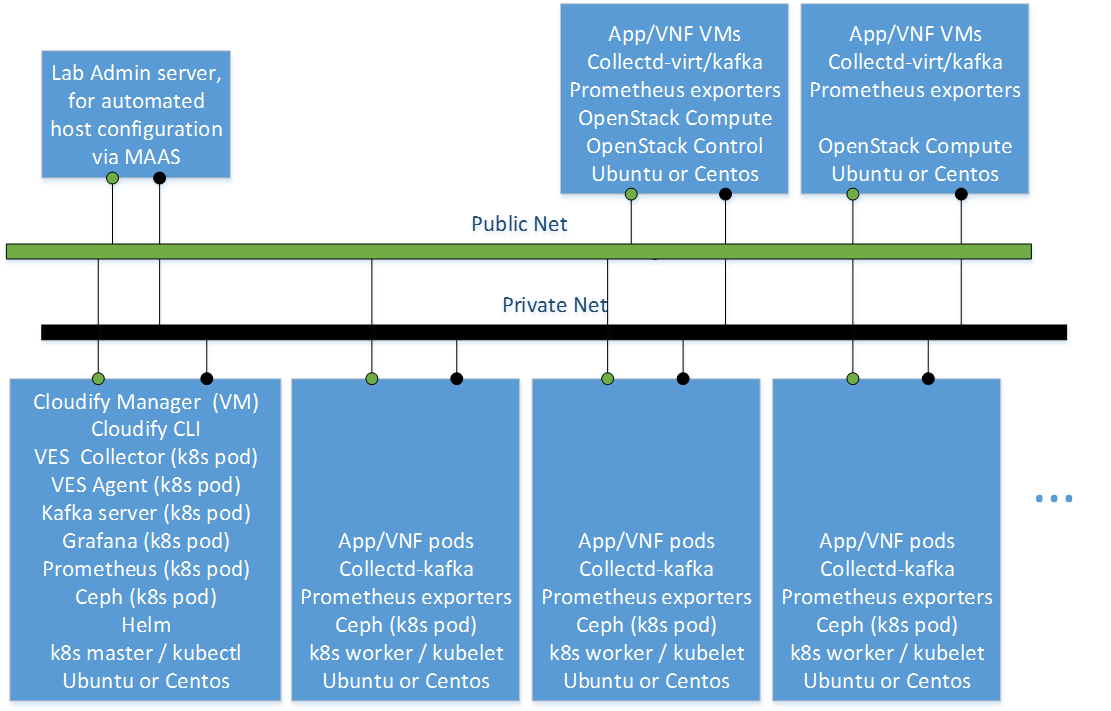 Lab Admin server,
for automated
host configuration
via MAAS
App/VNF VMs
Collectd-virt/kafka
Prometheus exporters
OpenStack Compute
OpenStack Control
Ubuntu or Centos
App/VNF VMs
Collectd-virt/kafka
Prometheus exporters
OpenStack Compute
Ubuntu or Centos
Public Net
Private Net
Cloudify Manager (VM)
Cloudify CLI
VES Collector (k8s pod)
VES Agent (k8s pod)
Kafka server (k8s pod)
Grafana (k8s pod)
Prometheus (k8s pod)
Ceph (k8s pod)
Helm
k8s master / kubectl
Ubuntu or Centos
App/VNF pods
Collectd-kafka
Prometheus exporters
Ceph (k8s pod)
k8s worker / kubelet
Ubuntu or Centos
App/VNF pods
Collectd-kafka
Prometheus exporters
Ceph (k8s pod)
k8s worker / kubelet
Ubuntu or Centos
App/VNF pods
Collectd-kafka
Prometheus exporters
Ceph (k8s pod)
k8s worker / kubelet
Ubuntu or Centos
...